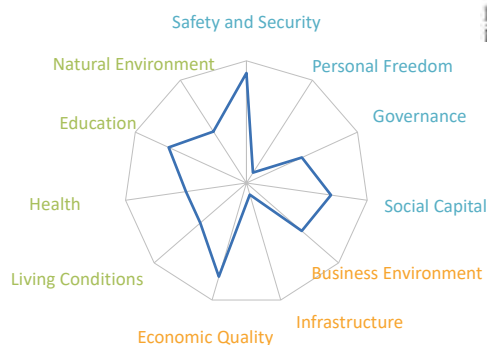 Safety and Security
Natural Environment
Personal Freedom
Education
Governance
Health
Social Capital
Living Conditions
Business Environment
Economic Quality
Infrastructure